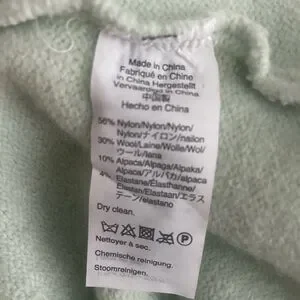 Made in China
Fabriqué en Chine
in China Hergestellt
Vervaardigd in China
中国製
Hecho en China
56% Nylon/Nylon/Nylon/
Nylon/ナイロン/nailon
30% Wool/Laine/Wolle/Wol/
ウール/lana
10% Alpaca/Alpaga/Alpaka/
Alpaca/アルパカ/alpaca
4% Elastane/Élasthanne/
Elastan/Elastaan/エラス
テーン/elastano
Dry clean.
P
Nettoyer à sec.
Chemische reinigung.
Stoomreinigen.